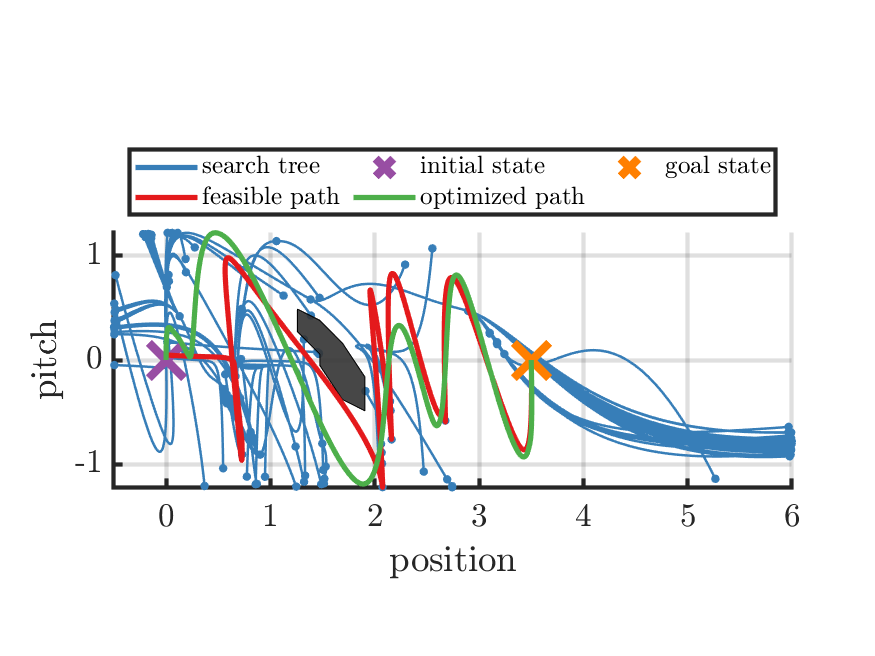 search tree initial state goal state
feasible path optimized path
1
0
-1
pitch
0 1 2 3 4 5 6
position